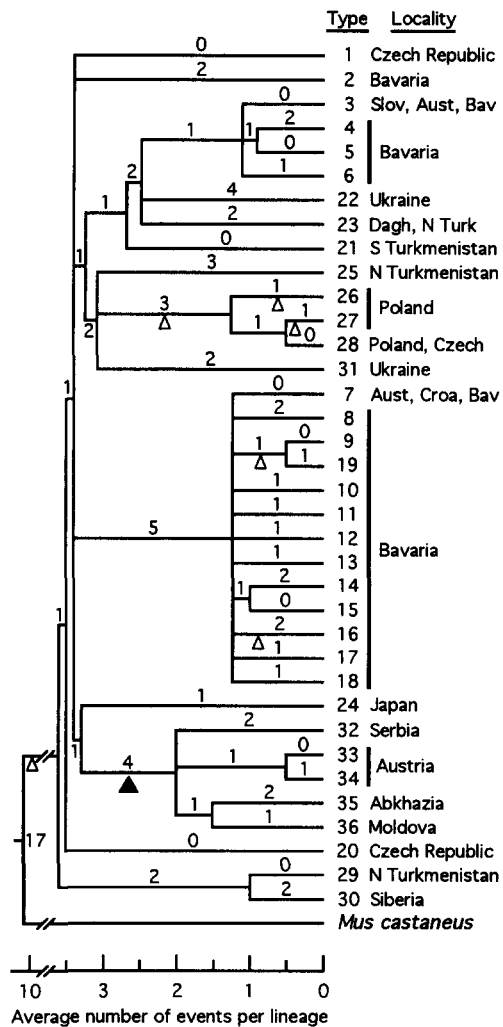 Type Locality
0 1 Czech Republic
2 2 Bavaria
0 3 Slov, Aust, Bav
1 1 2 4
0 5 Bavaria
1 6
2 4 22 Ukraine
1 2 23 Dagh, N Turk
0 21 S Turkmenistan
1 3 25 N Turkmenistan
3 1 26
2 1 1 27 Poland
0 28 Poland, Czech
2 31 Ukraine
1 0 7 Aust, Croa, Bav
2 8
1 0 9
1 19
1 10
1 11
5 1 12 Bavaria
1 13
1 2 14
0 15
1 2 16
1 17
1 18
1 24 Japan
1 2 32 Serbia
4 1 0 33
1 34 Austria
1 2 35 Abkhazia
17 1 36 Moldova
0 20 Czech Republic
2 0 29 N Turkmenistan
2 30 Siberia
Mus castaneus
10 3 2 1 0
Average number of events per lineage